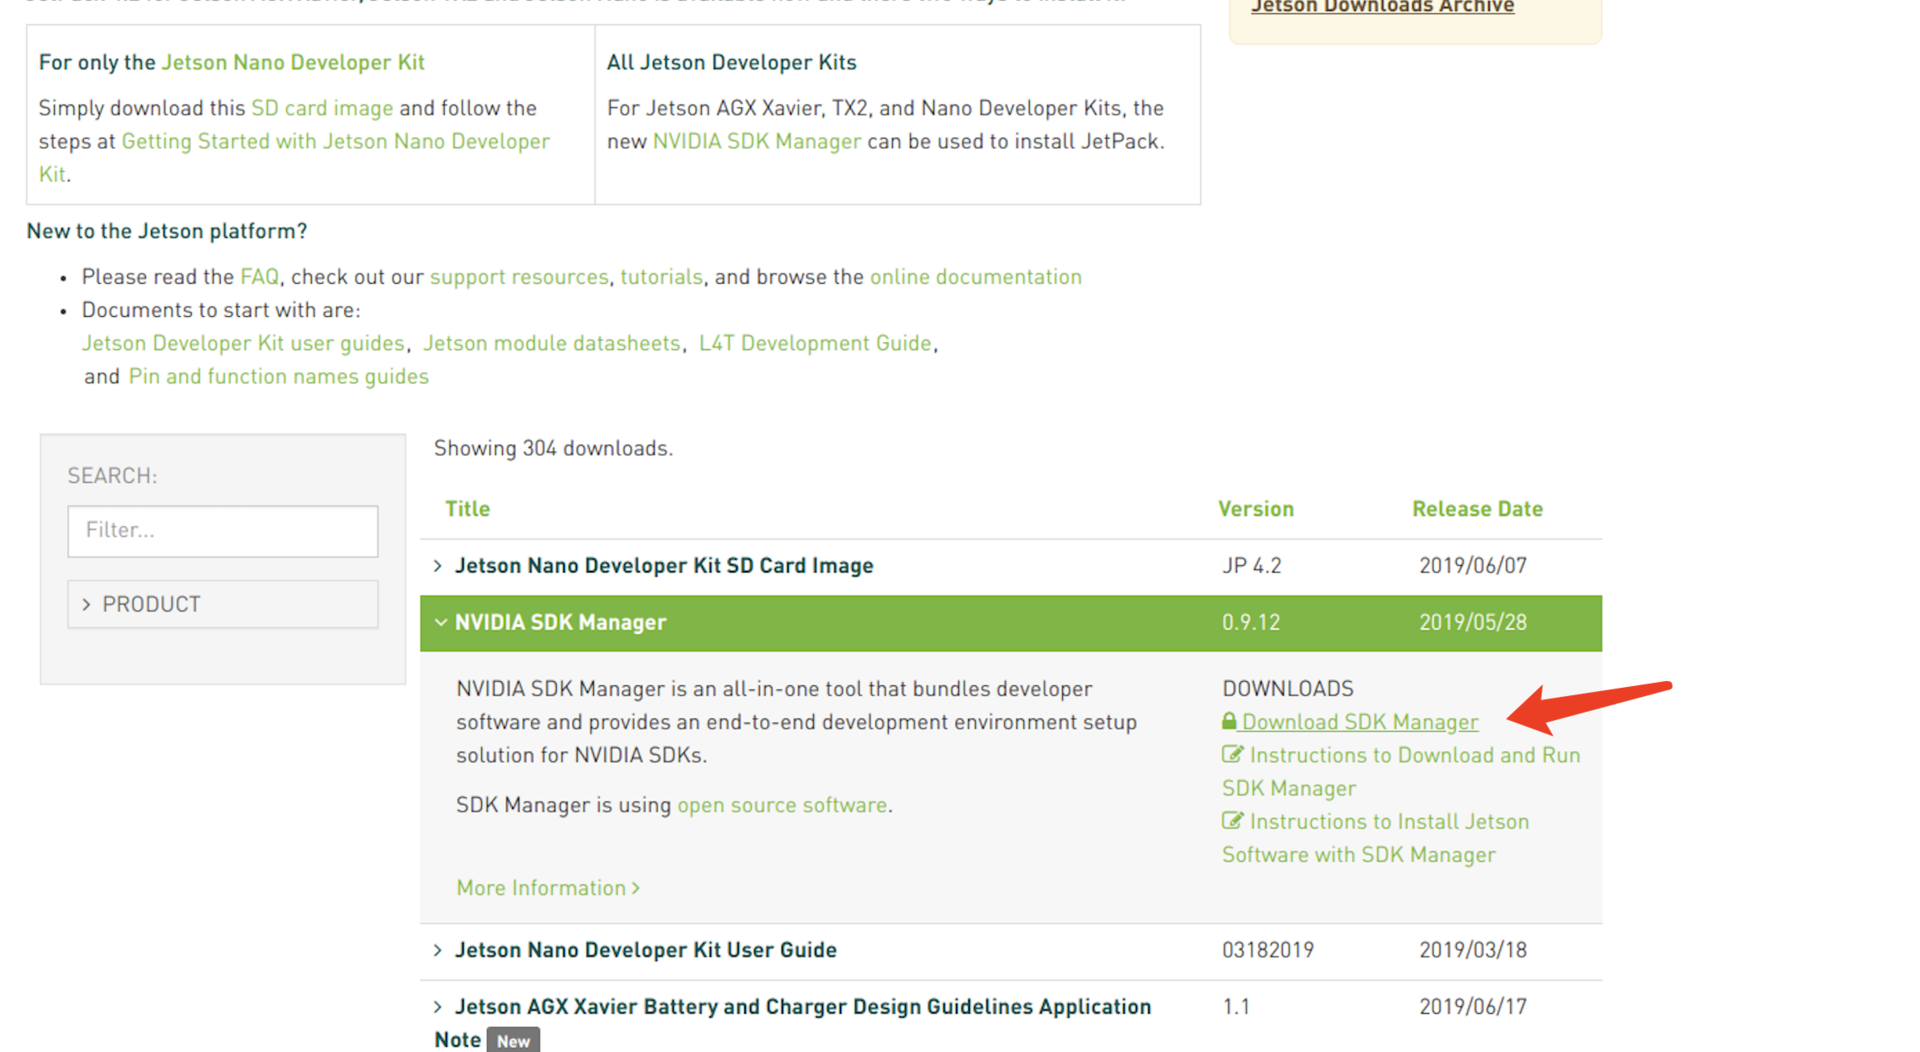 Jetson Downloads Archive
For only the Jetson Nano Developer Kit
Simply download this SD card image and follow the
steps at Getting Started with Jetson Nano Developer
Kit.
All Jetson Developer Kits
For Jetson AGX Xavier, TX2, and Nano Developer Kits, the
new NVIDIA SDK Manager can be used to install JetPack.
New to the Jetson platform?
• Please read the FAQ, check out our support resources, tutorials, and browse the online documentation
• Documents to start with are:
Jetson Developer Kit user guides, Jetson module datasheets, L4T Development Guide,
and Pin and function names guides
SEARCH:
Filter...
> PRODUCT
Showing 304 downloads.
Title Version Release Date
> Jetson Nano Developer Kit SD Card Image JP 4.2 2019/06/07
NVIDIA SDK Manager 0.9.12 2019/05/28
NVIDIA SDK Manager is an all-in-one tool that bundles developer
software and provides an end-to-end development environment setup
solution for NVIDIA SDKs.
SDK Manager is using open source software.
More Information >
DOWNLOADS
Download SDK Manager
Instructions to Download and Run
SDK Manager
Instructions to Install Jetson
Software with SDK Manager
> Jetson Nano Developer Kit User Guide 03182019 2019/03/18
> Jetson AGX Xavier Battery and Charger Design Guidelines Application 1.1 2019/06/17
Note New